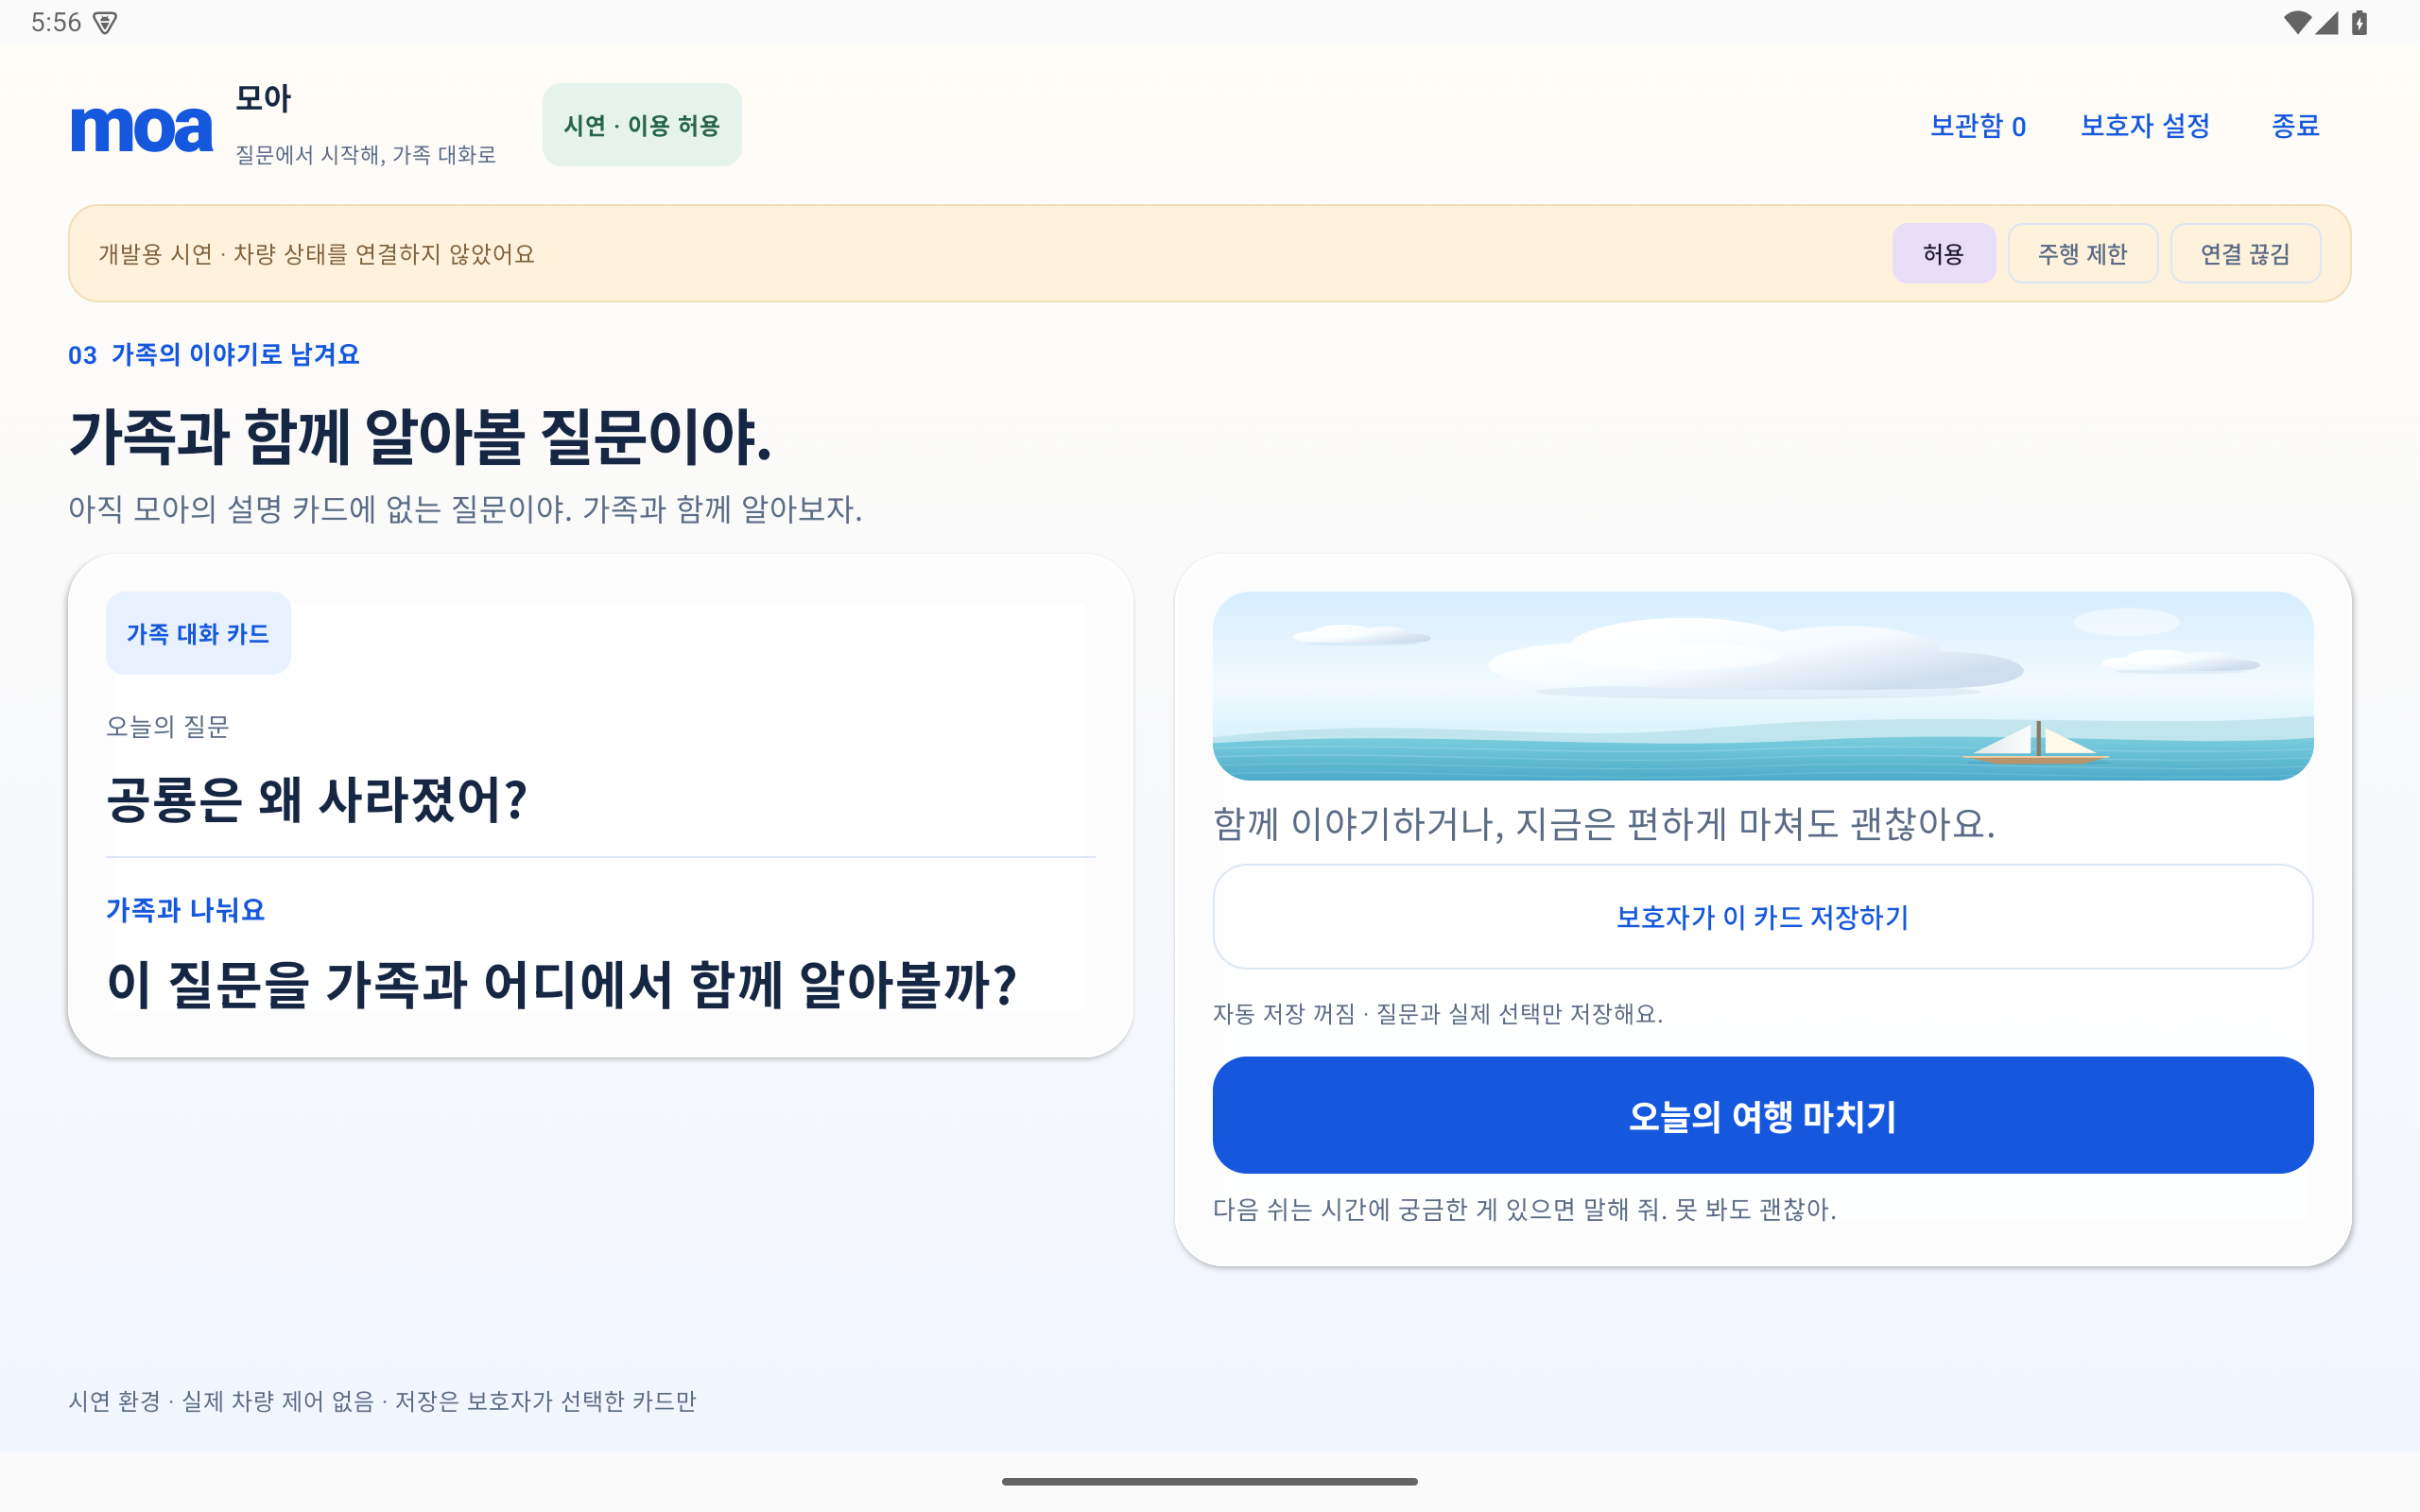 5:56
moa
모아
질문에서 시작해, 가족 대화로
시연 · 이용 허용
보관함 0
보호자 설정
종료
개발용 시연 · 차량 상태를 연결하지 않았어요
허용
주행 제한
연결 끊김
03 가족의 이야기로 남겨요
가족과 함께 알아볼 질문이야.
아직 모아의 설명 카드에 없는 질문이야. 가족과 함께 알아보자.
가족 대화 카드
오늘의 질문
공룡은 왜 사라졌어?
가족과 나눠요
이 질문을 가족과 어디에서 함께 알아볼까?
함께 이야기하거나, 지금은 편하게 마쳐도 괜찮아요.
보호자가 이 카드 저장하기
자동 저장 꺼짐 · 질문과 실제 선택만 저장해요.
오늘의 여행 마치기
다음 쉬는 시간에 궁금한 게 있으면 말해 줘. 못 봐도 괜찮아.
시연 환경 · 실제 차량 제어 없음 · 저장은 보호자가 선택한 카드만